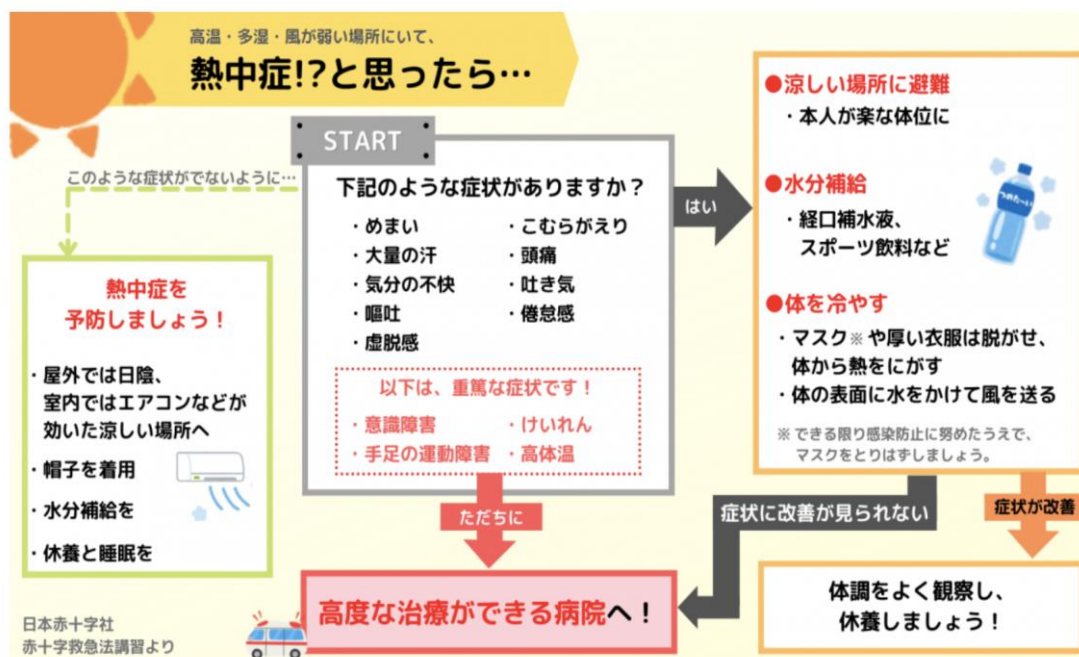 高温・多湿・風が弱い場所にいて、
熱中症!?と思ったら…
START
下記のような症状がありますか？
・めまい
・大量の汗
・気分の不快
・嘔吐
・虚脱感
・こむらがえり
・頭痛
・吐き気
・倦怠感
以下は、重篤な症状です！
・意識障害
・けいれん
・手足の運動障害
・高体温
このような症状がでないように…
熱中症を
予防しましょう！
・屋外では日陰、
室内ではエアコンなどが
効いた涼しい場所へ
・帽子を着用
・水分補給を
・休養と睡眠を
はい
●涼しい場所に避難
・本人が楽な体位に
●水分補給
・経口補水液、
スポーツ飲料など
つめた〜い
●体を冷やす
・マスク※や厚い衣服は脱がせ、
体から熱をにがす
・体の表面に水をかけて風を送る
※ できる限り感染防止に努めたうえで、
マスクをとりはずしましょう。
ただちに
症状に改善が見られない
症状が改善
高度な治療ができる病院へ！
体調をよく観察し、
休養しましょう！
日本赤十字社
赤十字救急法講習より